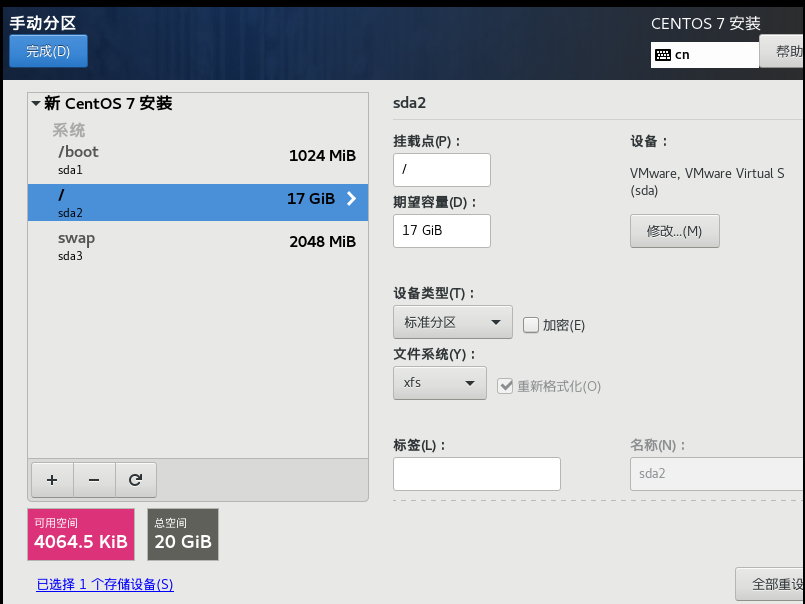 手动分区
CENTOS 7 安装
完成(D)
cn
帮助
新 CentOS 7 安装
系统
/boot
1024 MiB
sda1
/
17 GiB
sda2
swap
2048 MiB
sda3
sda2
挂载点(P)：
/
期望容量(D)：
17 GiB
设备：
VMware, VMware Virtual S
(sda)
修改...(M)
设备类型(T)：
标准分区
加密(E)
文件系统(Y)：
xfs
重新格式化(O)
标签(L)：
名称(N)：
sda2
可用空间
4064.5 KiB
总空间
20 GiB
已选择 1 个存储设备(S)
全部重设